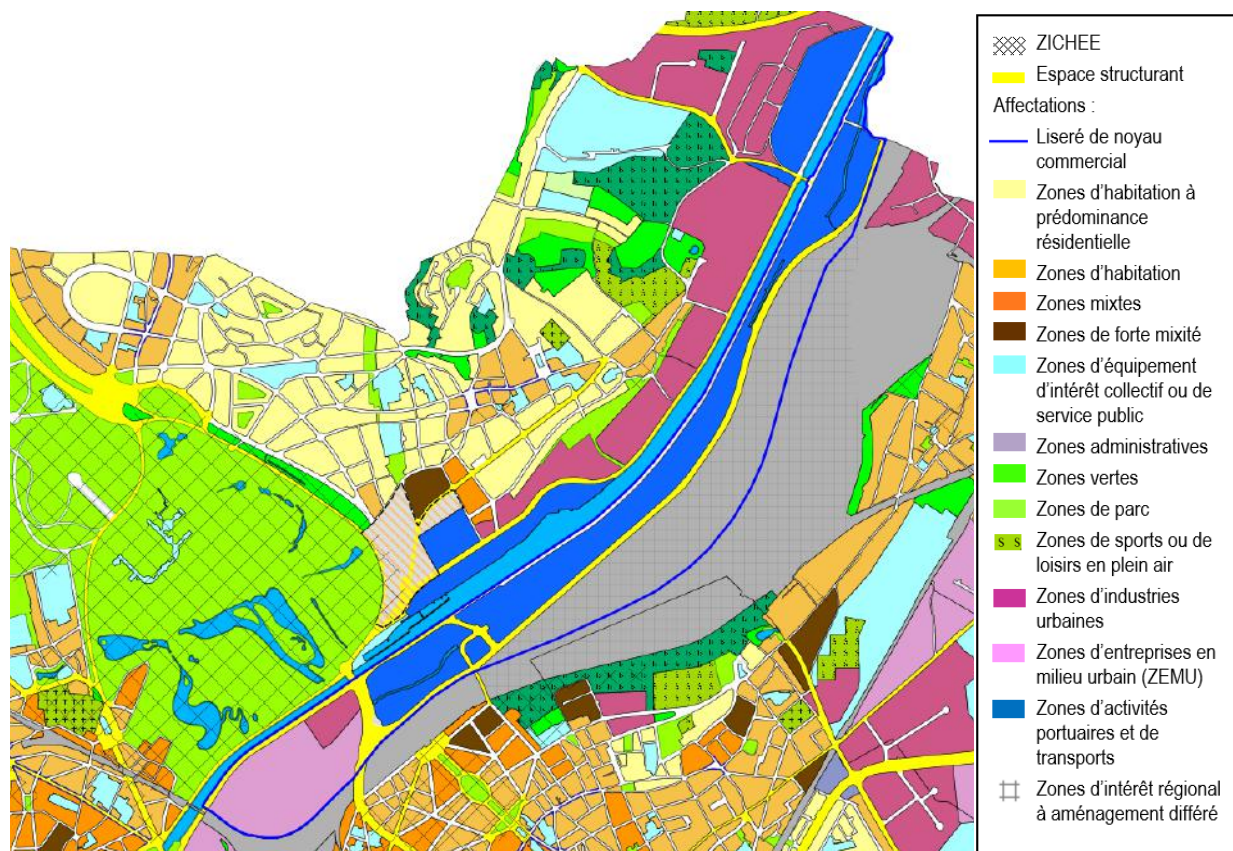 ZICHEE
Espace structurant
Affectations :
Liseré de noyau
commercial
Zones d'habitation à
prédominance
résidentielle
Zones d'habitation
Zones mixtes
Zones de forte mixité
Zones d'équipement
d'intérêt collectif ou de
service public
Zones administratives
Zones vertes
Zones de parc
S S
Zones de sports ou de
loisirs en plein air
Zones d'industries
urbaines
Zones d'entreprises en
milieu urbain (ZEMU)
Zones d'activités
portuaires et de
transports
Zones d'intérêt régional
à aménagement différé